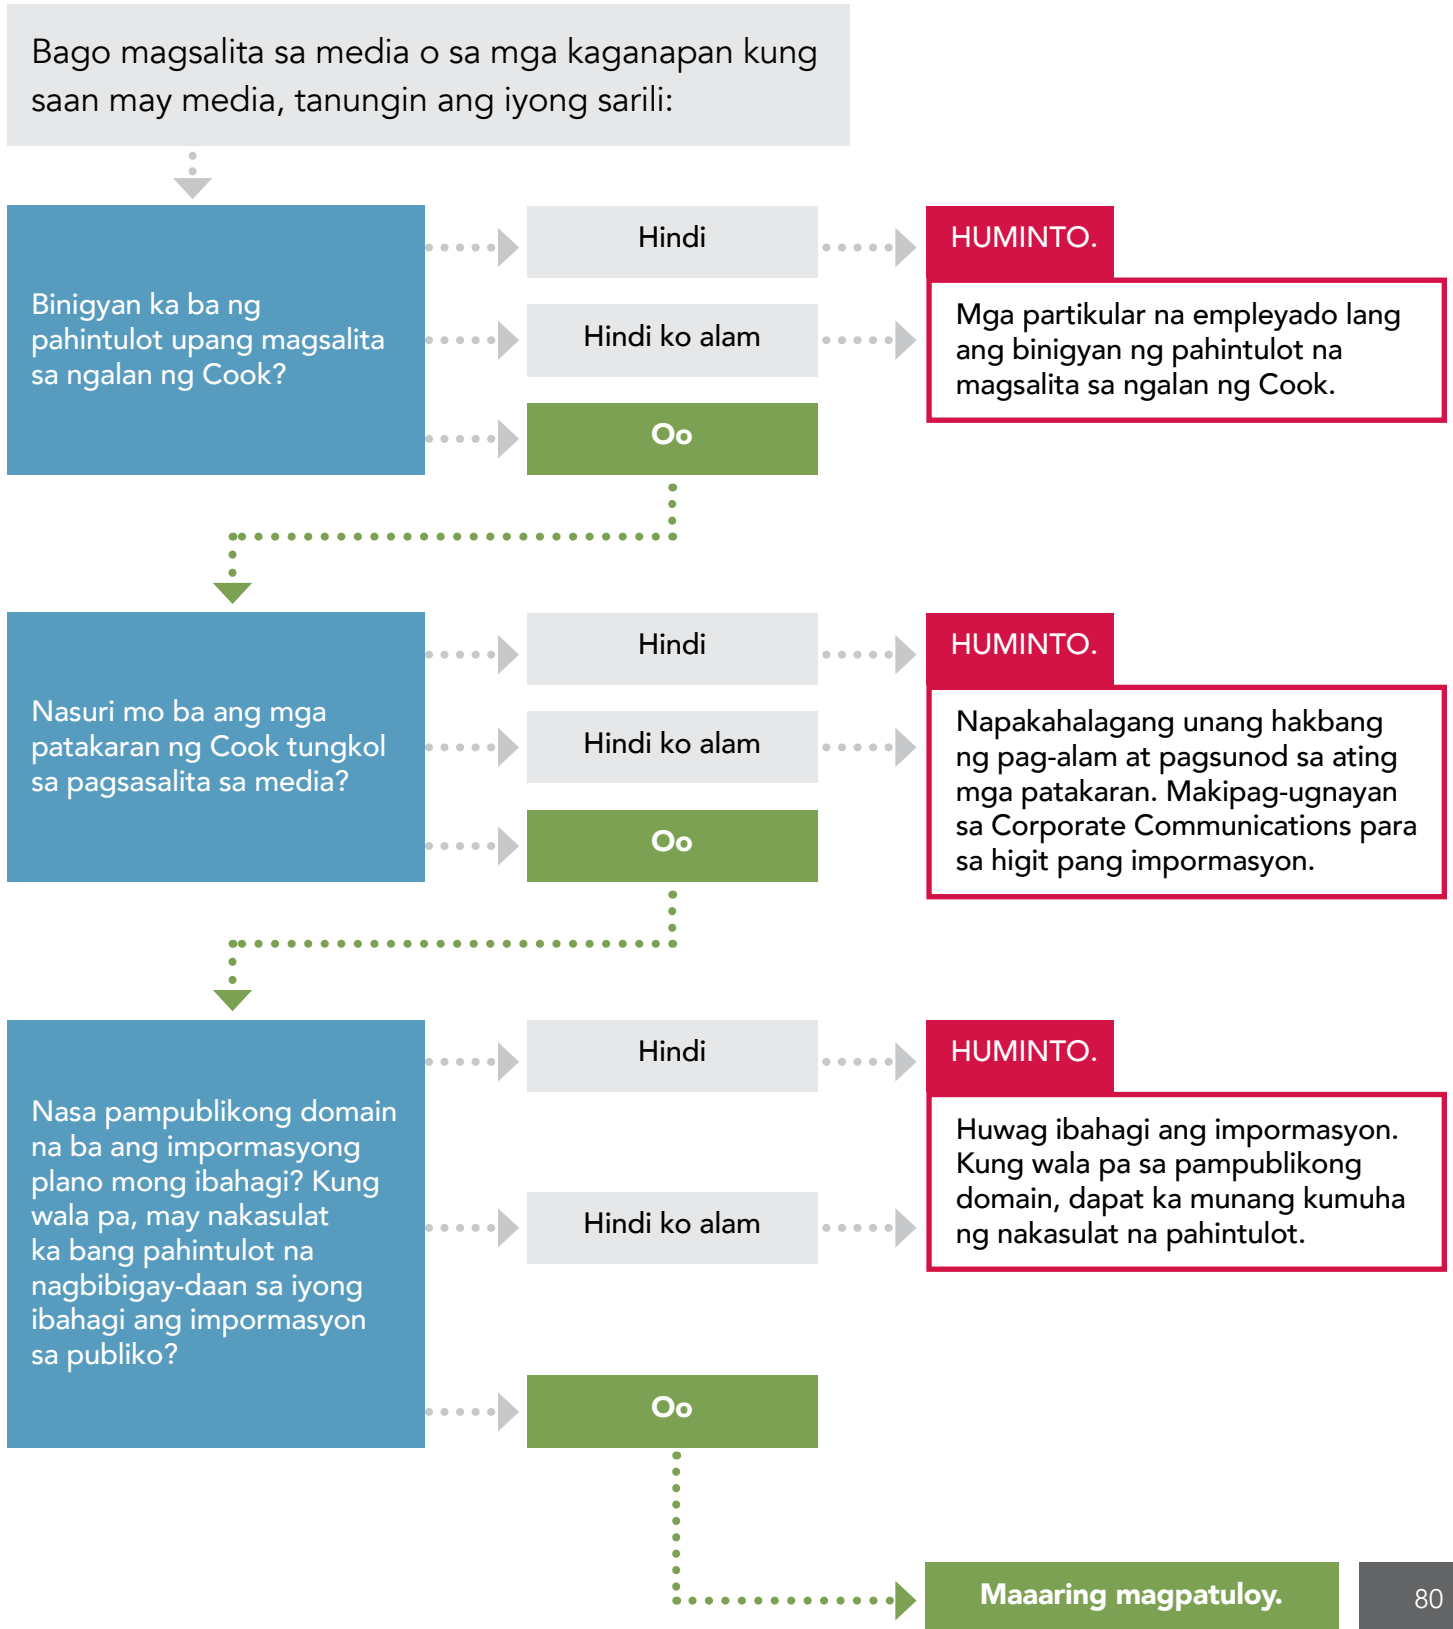 Bago magsalita sa media o sa mga kaganapan kung
saan may media, tanungin ang iyong sarili:
Binigyan ka ba ng
pahintulot upang magsalita
sa ngalan ng Cook?
Hindi
Hindi ko alam
Oo
HUMINTO.
Mga partikular na empleyado lang
ang binigyan ng pahintulot na
magsalita sa ngalan ng Cook.
Nasuri mo ba ang mga
patakaran ng Cook tungkol
sa pagsasalita sa media?
Hindi
Hindi ko alam
Oo
HUMINTO.
Napakahalagang unang hakbang
ng pag-alam at pagsunod sa ating
mga patakaran. Makipag-ugnayan
sa Corporate Communications para
sa higit pang impormasyon.
Nasa pampublikong domain
na ba ang impormasyong
plano mong ibahagi? Kung
wala pa, may nakasulat
ka bang pahintulot na
nagbibigay-daan sa iyong
ibahagi ang impormasyon
sa publiko?
Hindi
Hindi ko alam
Oo
HUMINTO.
Huwag ibahagi ang impormasyon.
Kung wala pa sa pampublikong
domain, dapat ka munang kumuha
ng nakasulat na pahintulot.
Maaaring magpatuloy.
80